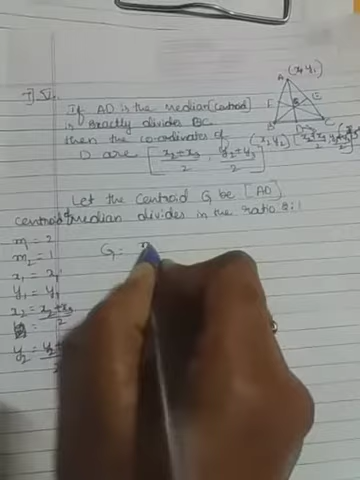 A (x₁ y₁)
F E
G
B D C
(x₂ y₂)
If AD is the median [centroid]
is exactly divides BC
then the co-ordinates of
D are [x₂+x₃/2 , y₂+y₃/2]
Let the Centroid G be [AD]
centroid of median divides in the ratio 2:1
m = 2
m₂ = 1
x₁ = x₁
y₁ = y₁
x₂ = x₂+x₃/2
G =
y₂ = y₂+